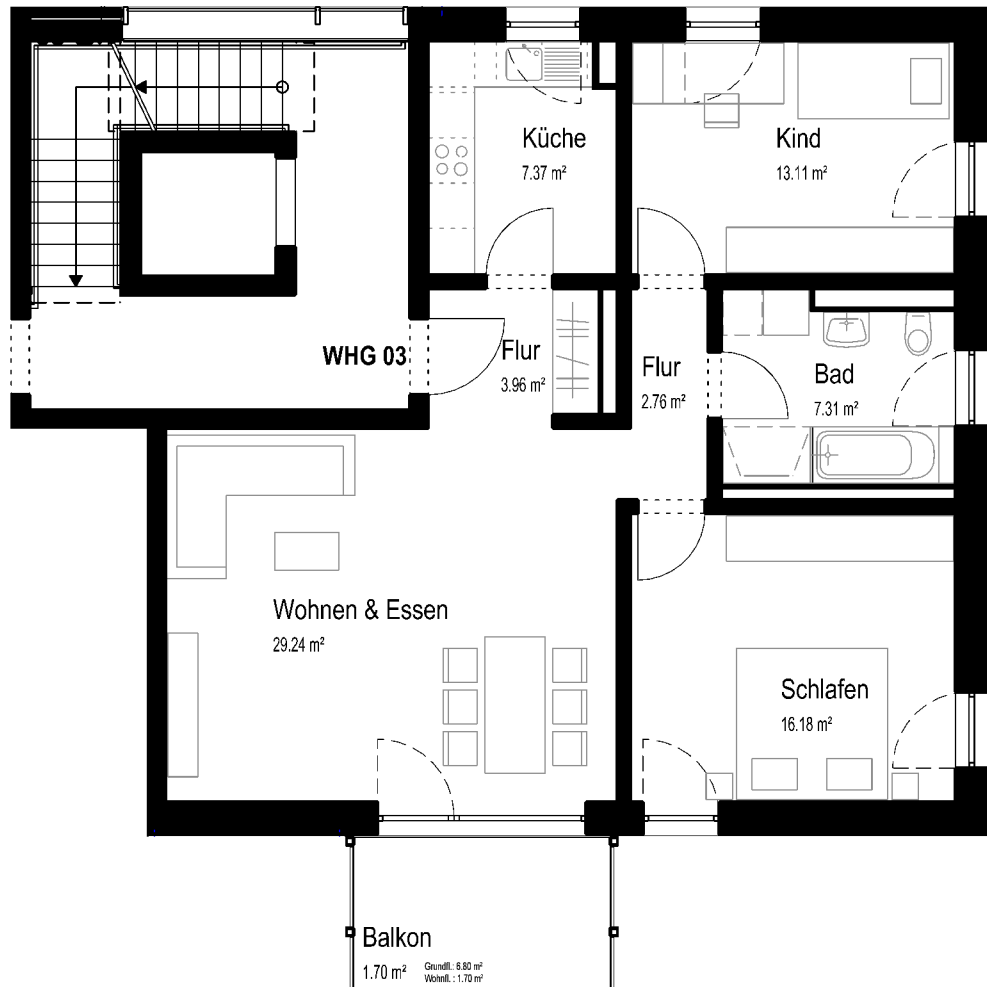 Küche
7.37 m²
Kind
13.11 m²
WHG 03
Flur
3.96 m²
Flur
2.76 m²
Bad
7.31 m²
Wohnen & Essen
29.24 m²
Schlafen
16.18 m²
Balkon
1.70 m²
Grundfl.: 6.80 m²
Wohnfl. : 1.70 m²